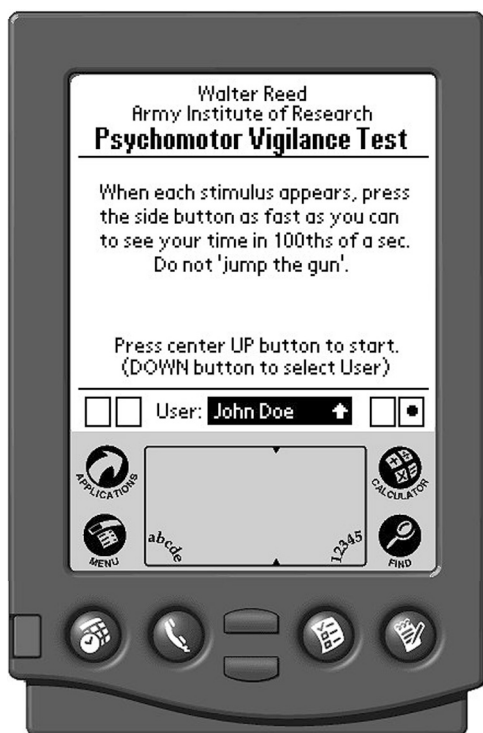 Walter Reed
Army Institute of Research
Psychomotor Vigilance Test
When each stimulus appears, press
the side button as fast as you can
to see your time in 100ths of a sec.
Do not 'jump the gun'.
Press center UP button to start.
(DOWN button to select User)
User: John Doe
APPLICATIONS
CALCULATOR
MENU
abcde
12345
FIND